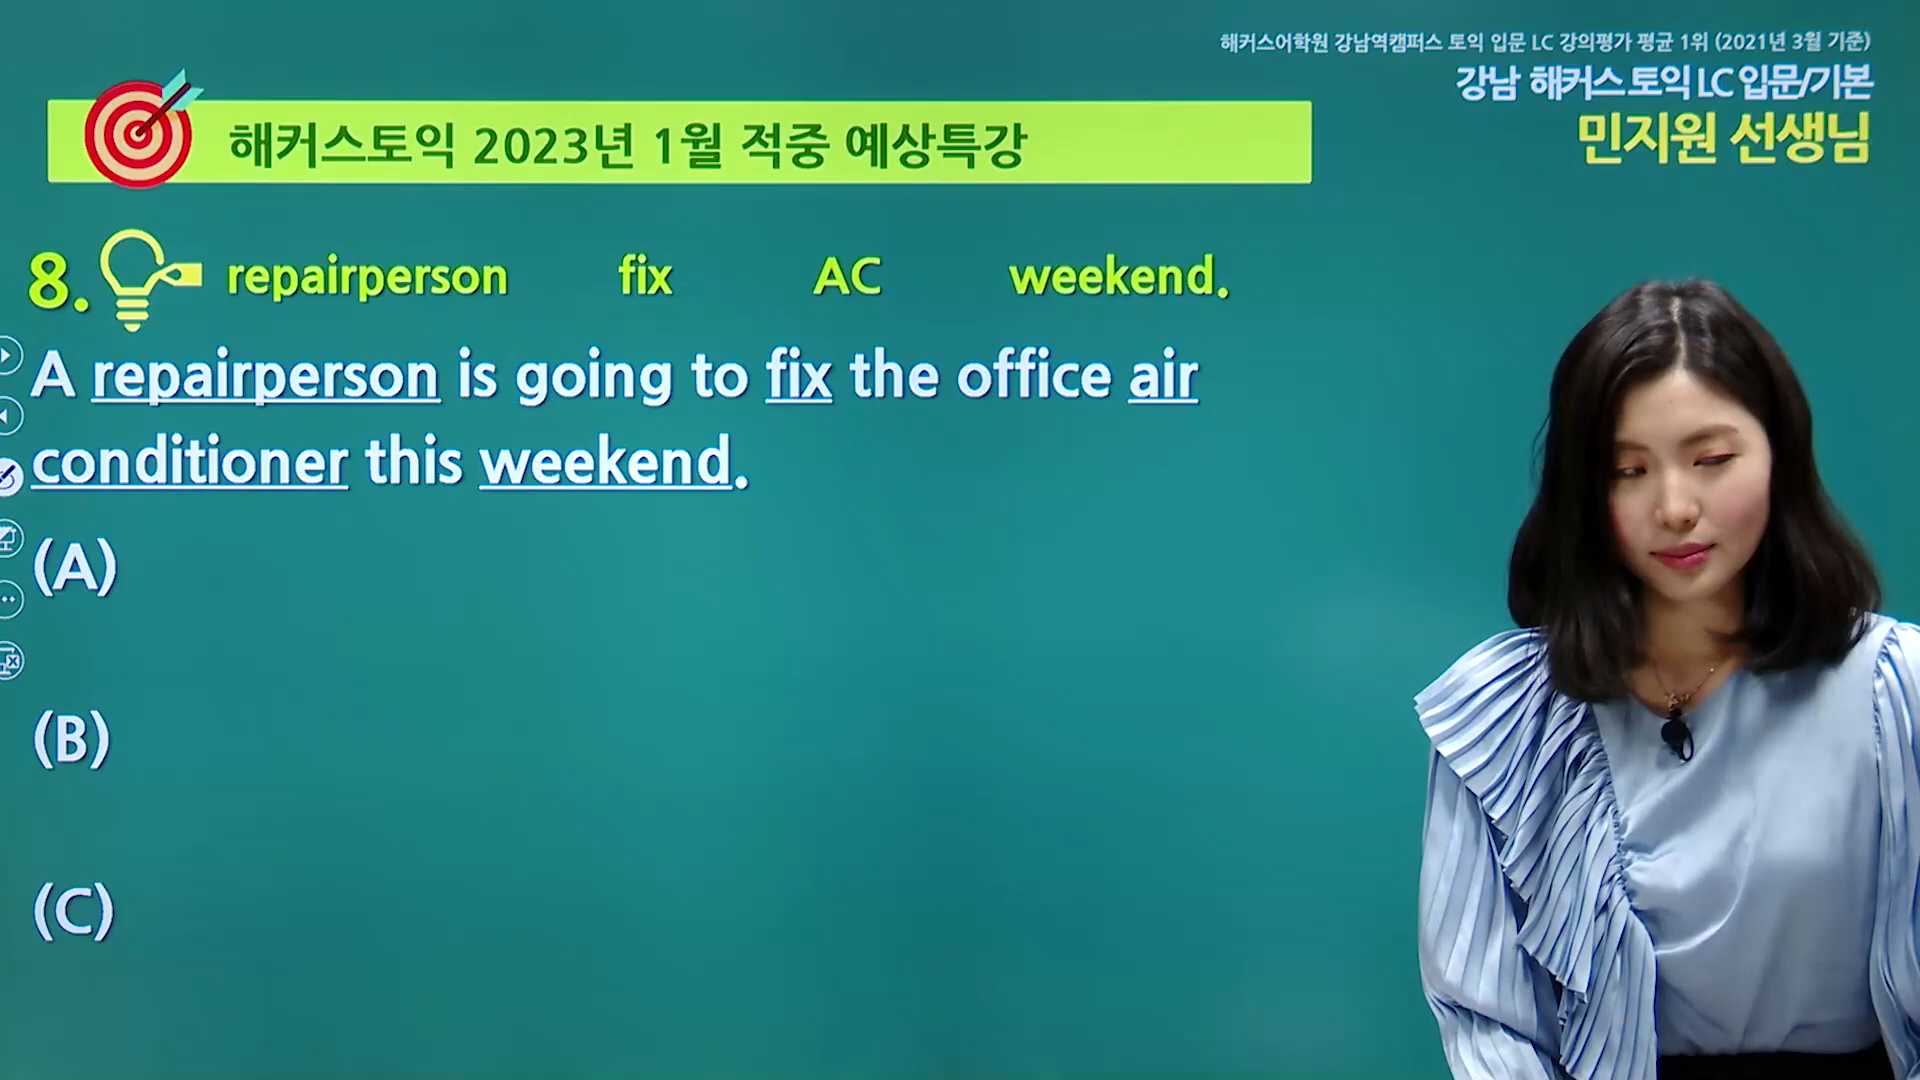 해커스어학원 강남역캠퍼스 토익 입문 LC 강의평가 평균 1위 (2021년 3월 기준)
강남 해커스 토익 LC 입문/기본
민지원 선생님
해커스토익 2023년 1월 적중 예상특강
8. repairperson fix AC weekend.
A repairperson is going to fix the office air
conditioner this weekend.
(A)
(B)
(C)